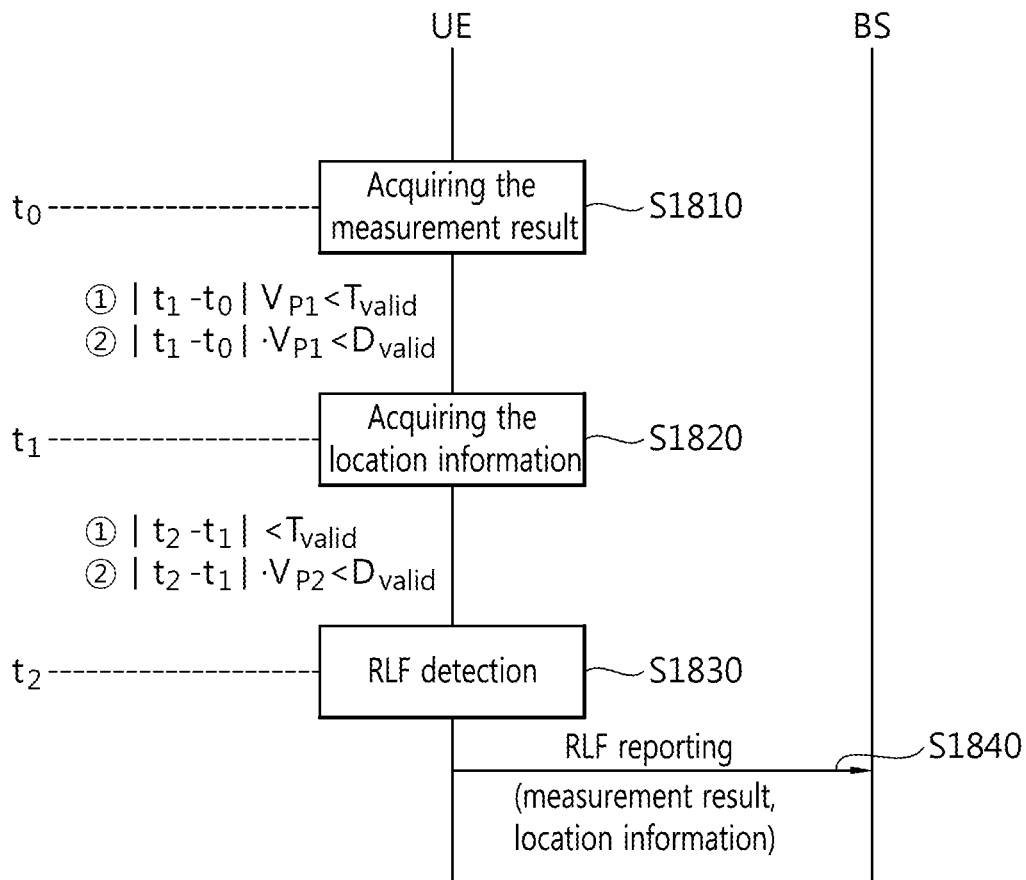 UE
BS
Acquiring the
measurement result
t0
S1810
① | t1 -t0 | VP1 <Tvalid
② | t1 -t0 | ·VP1 <Dvalid
Acquiring the
location information
t1
S1820
① | t2 -t1 | <Tvalid
② | t2 -t1 | ·VP2 <Dvalid
t2
RLF detection
S1830
RLF reporting
S1840
(measurement result,
location information)